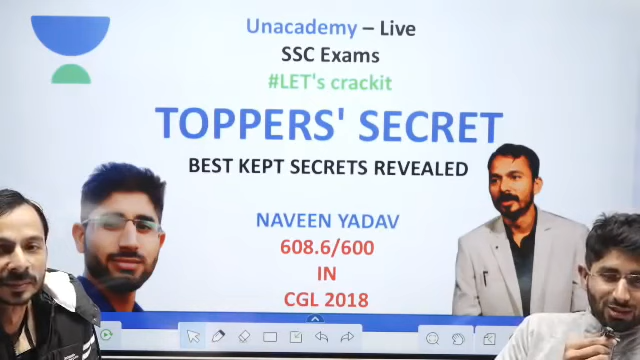 Unacademy – Live
SSC Exams
#LET's crackit
TOPPERS' SECRET
BEST KEPT SECRETS REVEALED
NAVEEN YADAV
608.6/600
IN
CGL 2018